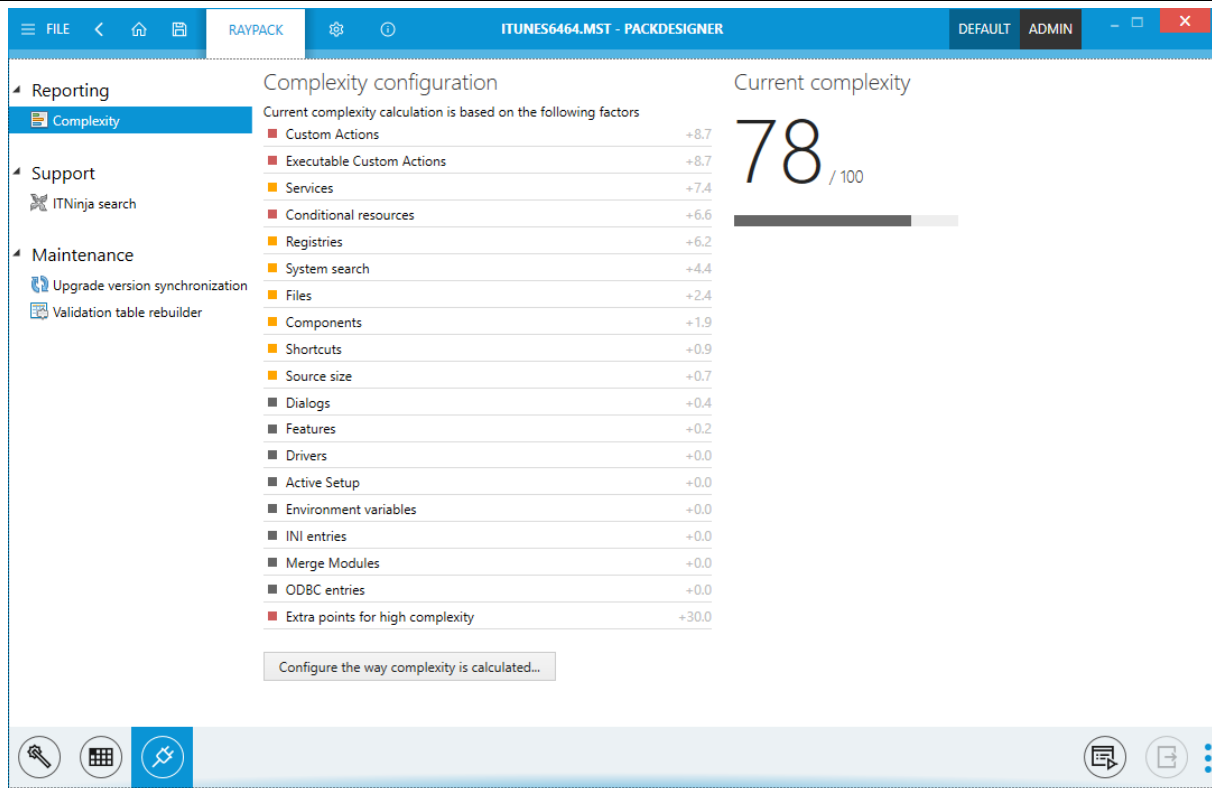 FILE
RAYPACK
ITUNES6464.MST - PACKDESIGNER
DEFAULT ADMIN
Reporting
Complexity
Support
ITNinja search
Maintenance
Upgrade version synchronization
Validation table rebuilder
Complexity configuration
Current complexity calculation is based on the following factors
Custom Actions +8.7
Executable Custom Actions +8.7
Services +7.4
Conditional resources +6.6
Registries +6.2
System search +4.4
Files +2.4
Components +1.9
Shortcuts +0.9
Source size +0.7
Dialogs +0.4
Features +0.2
Drivers +0.0
Active Setup +0.0
Environment variables +0.0
INI entries +0.0
Merge Modules +0.0
ODBC entries +0.0
Extra points for high complexity +30.0
Configure the way complexity is calculated...
Current complexity
78 / 100